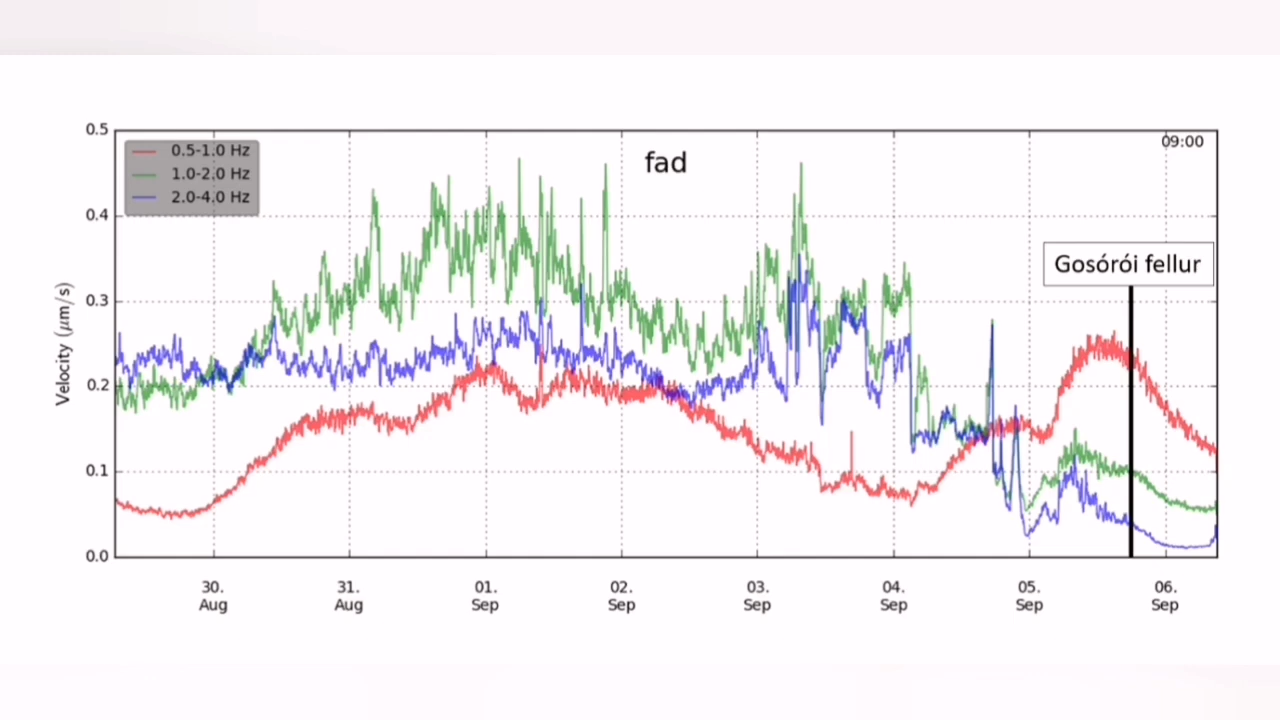 fad
09:00
0.5-1.0 Hz
1.0-2.0 Hz
2.0-4.0 Hz
Gosórói fellur
Velocity (μm/s)
0.5
0.4
0.3
0.2
0.1
0.0
30. Aug
31. Aug
01. Sep
02. Sep
03. Sep
04. Sep
05. Sep
06. Sep